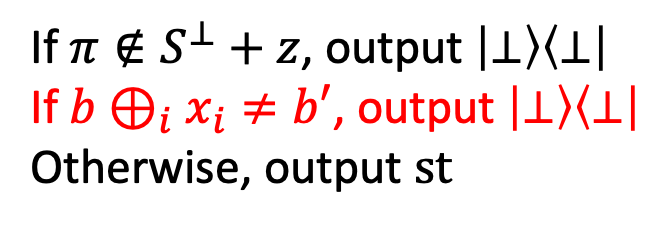 If π ∉ S⊥ + z, output |⊥⟩⟨⊥|
If b ⊕ᵢ xᵢ ≠ b′, output |⊥⟩⟨⊥|
Otherwise, output st